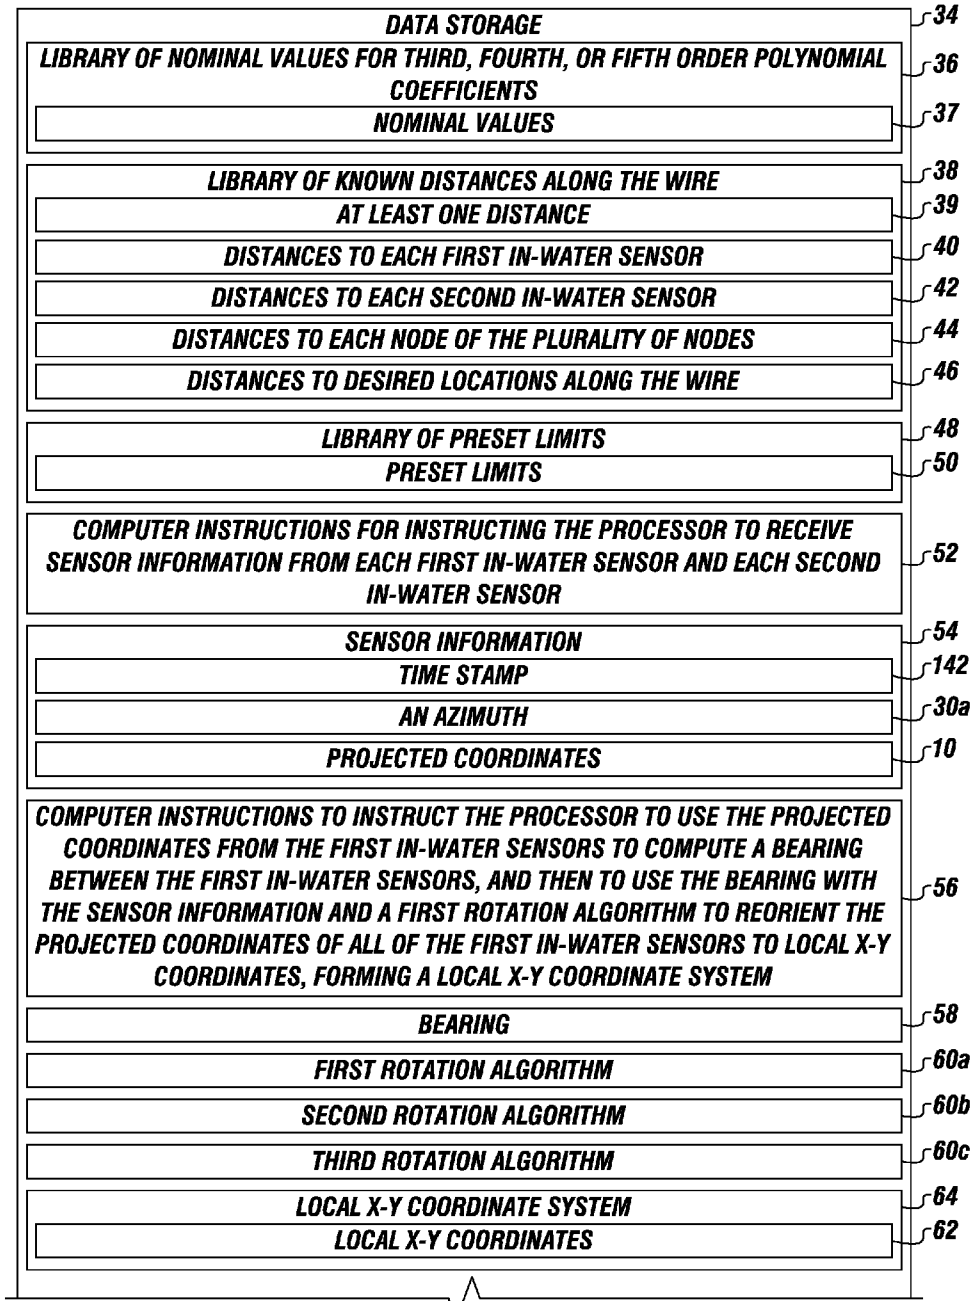 DATA STORAGE
34
LIBRARY OF NOMINAL VALUES FOR THIRD, FOURTH, OR FIFTH ORDER POLYNOMIAL
COEFFICIENTS
36
NOMINAL VALUES
37
LIBRARY OF KNOWN DISTANCES ALONG THE WIRE
38
AT LEAST ONE DISTANCE
39
DISTANCES TO EACH FIRST IN-WATER SENSOR
40
DISTANCES TO EACH SECOND IN-WATER SENSOR
42
DISTANCES TO EACH NODE OF THE PLURALITY OF NODES
44
DISTANCES TO DESIRED LOCATIONS ALONG THE WIRE
46
LIBRARY OF PRESET LIMITS
48
PRESET LIMITS
50
COMPUTER INSTRUCTIONS FOR INSTRUCTING THE PROCESSOR TO RECEIVE
SENSOR INFORMATION FROM EACH FIRST IN-WATER SENSOR AND EACH SECOND
IN-WATER SENSOR
52
SENSOR INFORMATION
54
TIME STAMP
142
AN AZIMUTH
30a
PROJECTED COORDINATES
10
COMPUTER INSTRUCTIONS TO INSTRUCT THE PROCESSOR TO USE THE PROJECTED
COORDINATES FROM THE FIRST IN-WATER SENSORS TO COMPUTE A BEARING
BETWEEN THE FIRST IN-WATER SENSORS, AND THEN TO USE THE BEARING WITH
THE SENSOR INFORMATION AND A FIRST ROTATION ALGORITHM TO REORIENT THE
PROJECTED COORDINATES OF ALL OF THE FIRST IN-WATER SENSORS TO LOCAL X-Y
COORDINATES, FORMING A LOCAL X-Y COORDINATE SYSTEM
56
BEARING
58
FIRST ROTATION ALGORITHM
60a
SECOND ROTATION ALGORITHM
60b
THIRD ROTATION ALGORITHM
60c
LOCAL X-Y COORDINATE SYSTEM
64
LOCAL X-Y COORDINATES
62